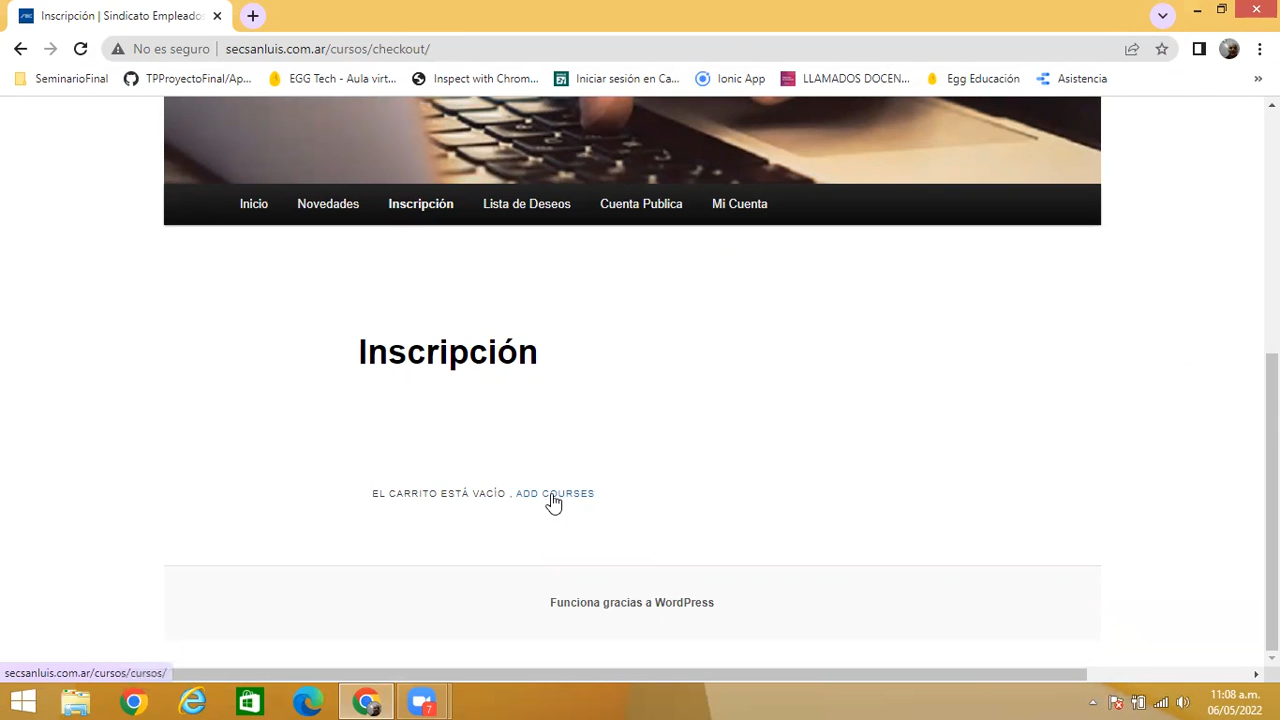 Inscripción | Sindicato Empleados
No es seguro
secsanluis.com.ar/cursos/checkout/
SeminarioFinal
TPProyectoFinal/Ap...
EGG Tech - Aula virt...
Inspect with Chrom...
Iniciar sesión en Ca...
Ionic App
LLAMADOS DOCEN...
Egg Educación
Asistencia
»
Inicio
Novedades
Inscripción
Lista de Deseos
Cuenta Publica
Mi Cuenta
Inscripción
EL CARRITO ESTÁ VACÍO , ADD COURSES
Funciona gracias a WordPress
secsanluis.com.ar/cursos/cursos/
7
11:08 a.m.
06/05/2022